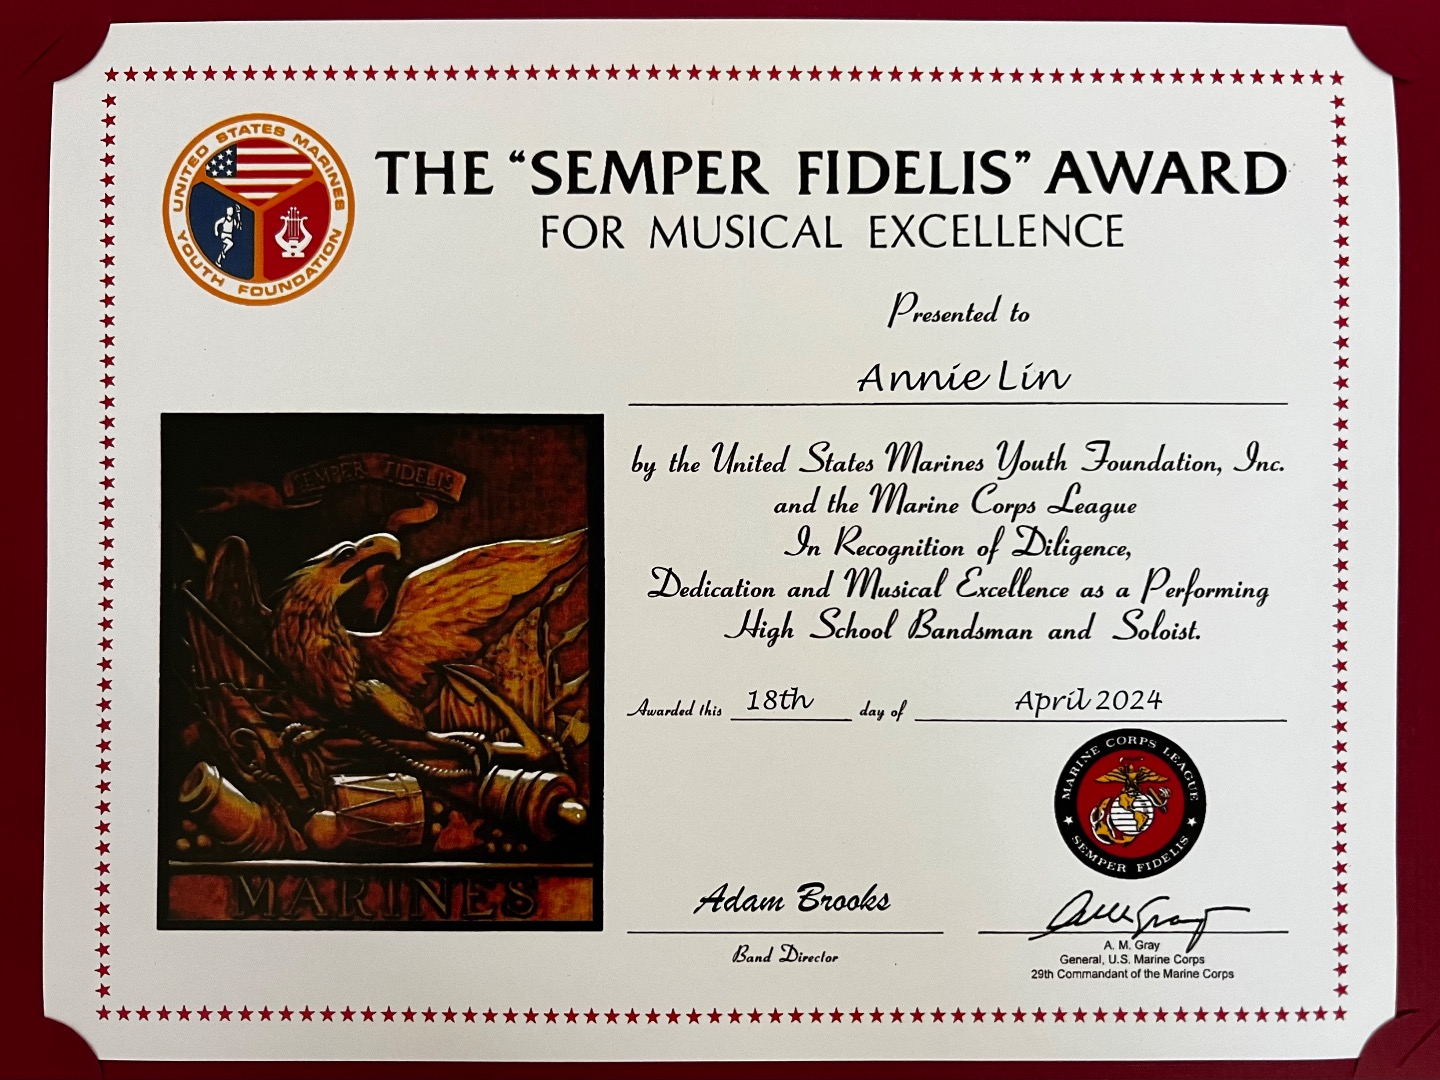 UNITED STATES MARINES
YOUTH FOUNDATION
THE “SEMPER FIDELIS” AWARD
FOR MUSICAL EXCELLENCE
Presented to
Annie Lin
by the United States Marines Youth Foundation, Inc.
and the Marine Corps League
In Recognition of Diligence,
Dedication and Musical Excellence as a Performing
High School Bandsman and Soloist.
SEMPER FIDELIS
MARINES
Awarded this 18th day of April 2024
MARINE CORPS LEAGUE
SEMPER FIDELIS
Adam Brooks
Band Director
A. M. Gray
A. M. Gray
General, U.S. Marine Corps
29th Commandant of the Marine Corps